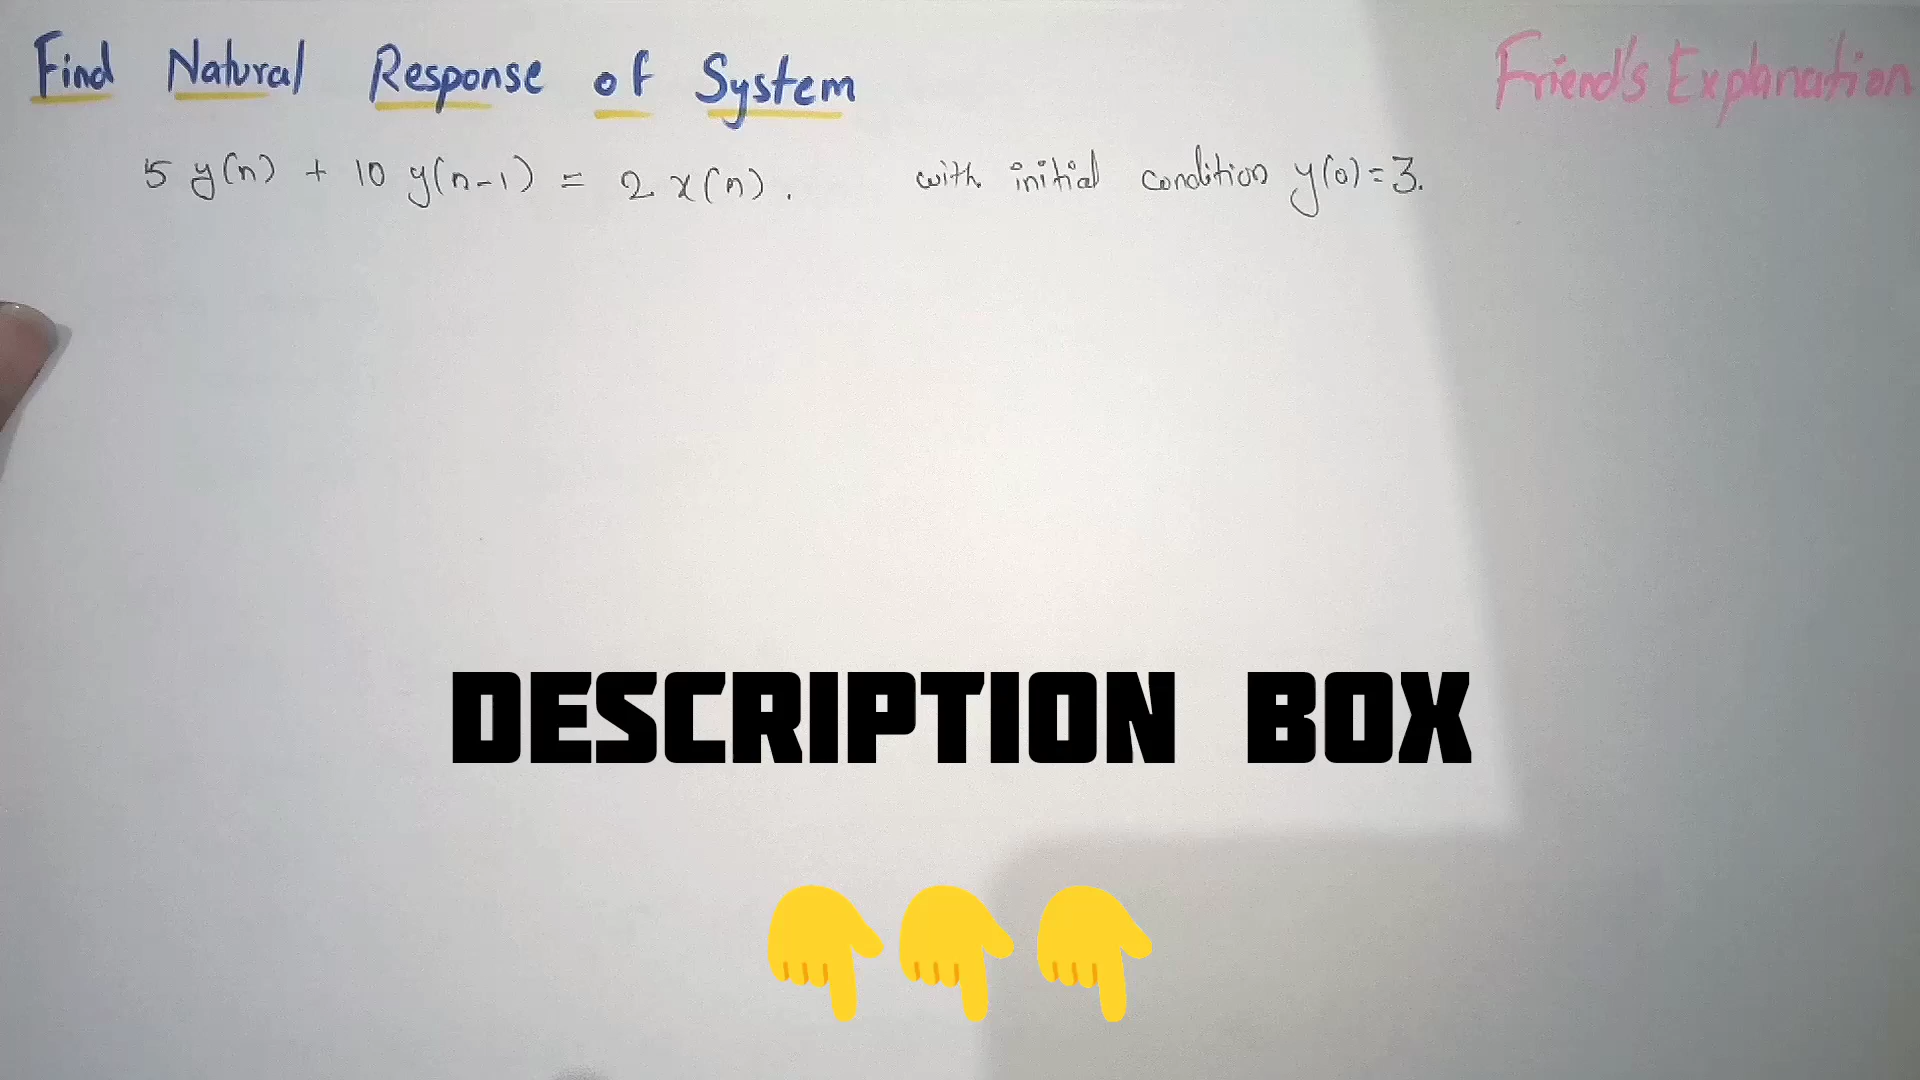 Find Natural Response of System
Friend's Explanation
5 y(n) + 10 y(n-1) = 2 x(n). with initial condition y(0)=3.
DESCRIPTION BOX
👇👇👇